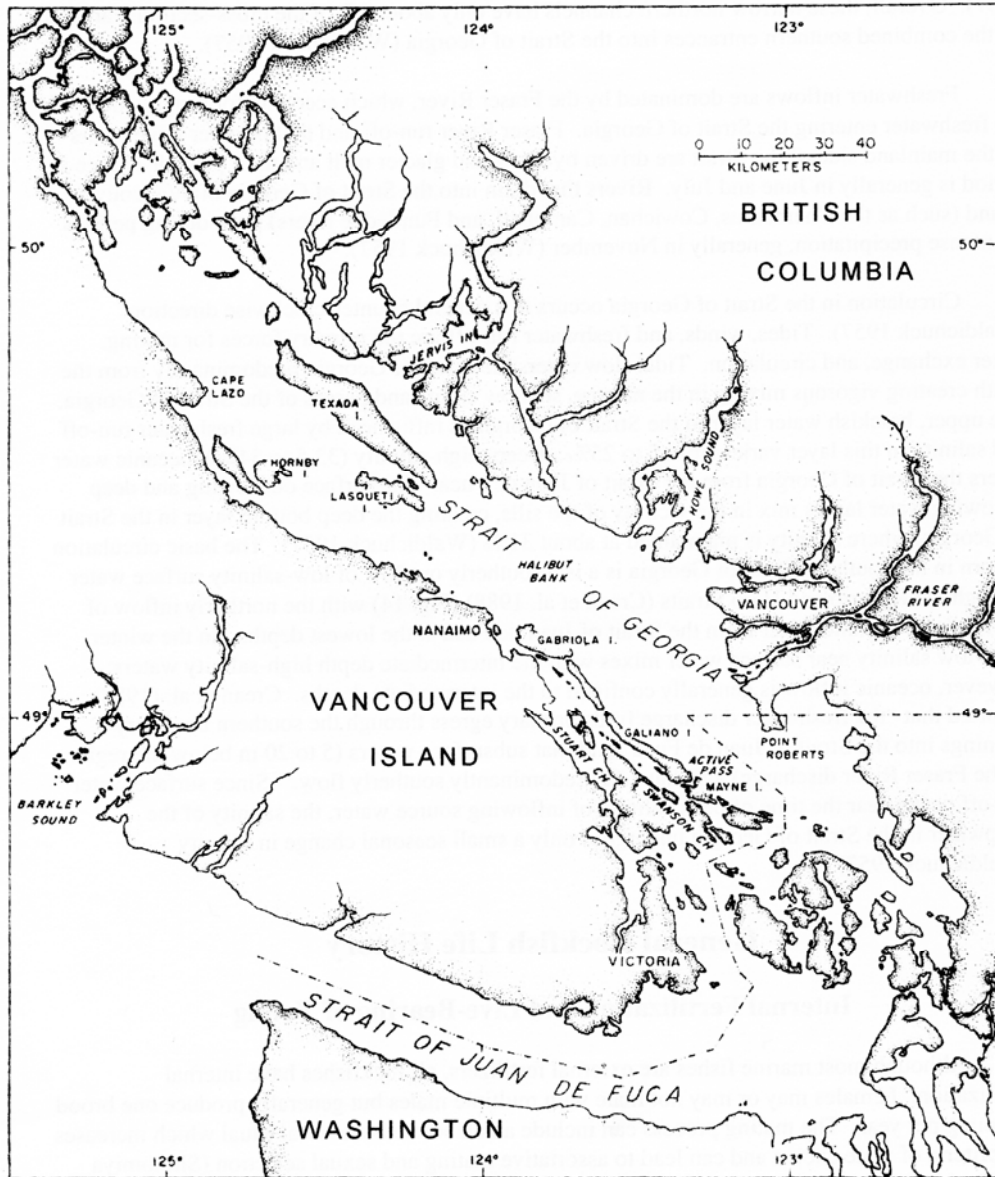 125° 124° 123°
0 10 20 30 40
KILOMETERS
BRITISH
COLUMBIA
50° 50°
JERVIS IN.
CAPE
LAZO
TEXADA
I.
HORNBY
I
LASQUETI I.
HOWE SOUND
STRAIT OF GEORGIA
HALIBUT
BANK
VANCOUVER
FRASER
RIVER
NANAIMO
GABRIOLA I.
49° 49°
VANCOUVER
ISLAND
STUART CH
GALIANO I
POINT
ROBERTS
ACTIVE
PASS
MAYNE I.
SWANSON CH
BARKLEY
SOUND
VICTORIA
STRAIT OF JUAN DE FUCA
WASHINGTON
125° 124° 123°